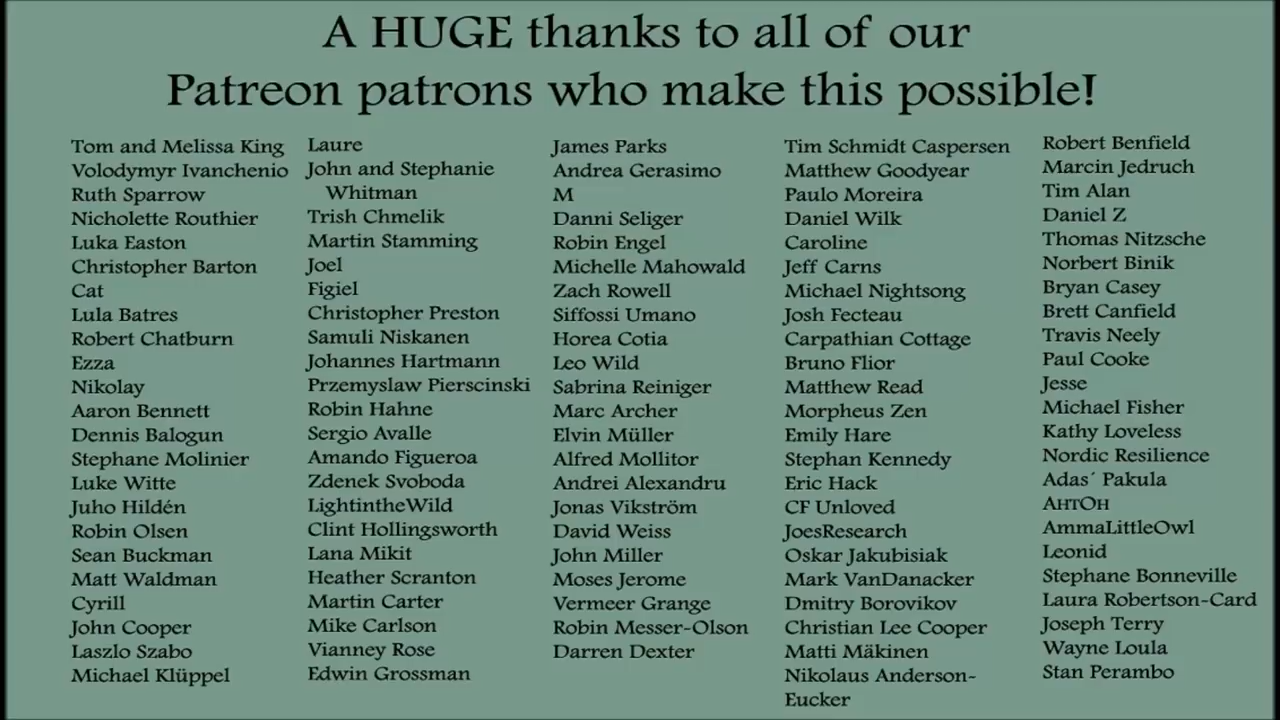 A HUGE thanks to all of our
Patreon patrons who make this possible!
Tom and Melissa King
Volodymyr Ivanchenio
Ruth Sparrow
Nicholette Routhier
Luka Easton
Christopher Barton
Cat
Lula Batres
Robert Chatburn
Ezza
Nikolay
Aaron Bennett
Dennis Balogun
Stephane Molinier
Luke Witte
Juho Hildén
Robin Olsen
Sean Buckman
Matt Waldman
Cyrill
John Cooper
Laszlo Szabo
Michael Klüppel
Laure
John and Stephanie
Whitman
Trish Chmelik
Martin Stamming
Joel
Figiel
Christopher Preston
Samuli Niskanen
Johannes Hartmann
Przemyslaw Pierscinski
Robin Hahne
Sergio Avalle
Amando Figueroa
Zdenek Svoboda
LightintheWild
Clint Hollingsworth
Lana Mikit
Heather Scranton
Martin Carter
Mike Carlson
Vianney Rose
Edwin Grossman
James Parks
Andrea Gerasimo
M
Danni Seliger
Robin Engel
Michelle Mahowald
Zach Rowell
Siffossi Umano
Horea Cotia
Leo Wild
Sabrina Reiniger
Marc Archer
Elvin Müller
Alfred Mollitor
Andrei Alexandru
Jonas Vikström
David Weiss
John Miller
Moses Jerome
Vermeer Grange
Robin Messer-Olson
Darren Dexter
Tim Schmidt Caspersen
Matthew Goodyear
Paulo Moreira
Daniel Wilk
Caroline
Jeff Carns
Michael Nightsong
Josh Fecteau
Carpathian Cottage
Bruno Flior
Matthew Read
Morpheus Zen
Emily Hare
Stephan Kennedy
Eric Hack
CF Unloved
JoesResearch
Oskar Jakubisiak
Mark VanDanacker
Dmitry Borovikov
Christian Lee Cooper
Matti Mäkinen
Nikolaus Anderson-
Eucker
Robert Benfield
Marcin Jedruch
Tim Alan
Daniel Z
Thomas Nitzsche
Norbert Binik
Bryan Casey
Brett Canfield
Travis Neely
Paul Cooke
Jesse
Michael Fisher
Kathy Loveless
Nordic Resilience
Adas´ Pakula
Антон
AmmaLittleOwl
Leonid
Stephane Bonneville
Laura Robertson-Card
Joseph Terry
Wayne Loula
Stan Perambo